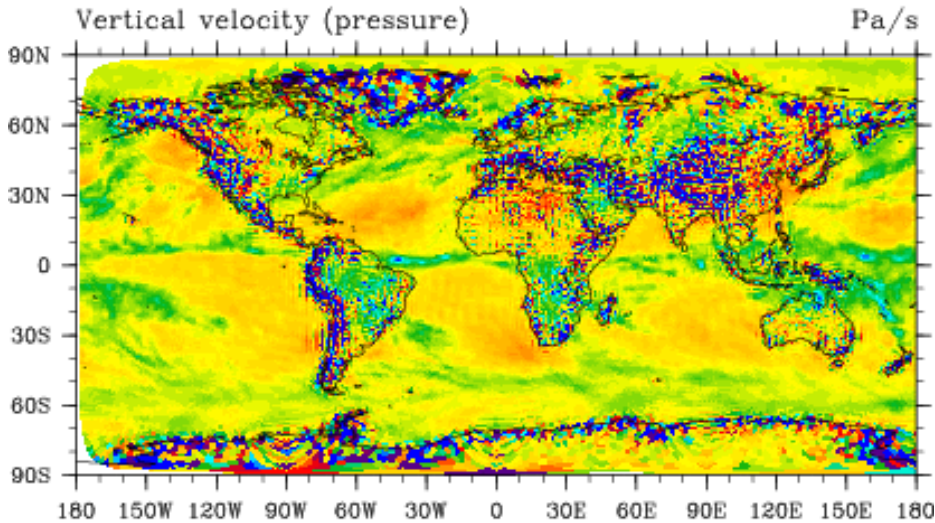 Vertical velocity (pressure) Pa/s
90N
60N
30N
0
30S
60S
90S
180 150W 120W 90W 60W 30W 0 30E 60E 90E 120E 150E 180